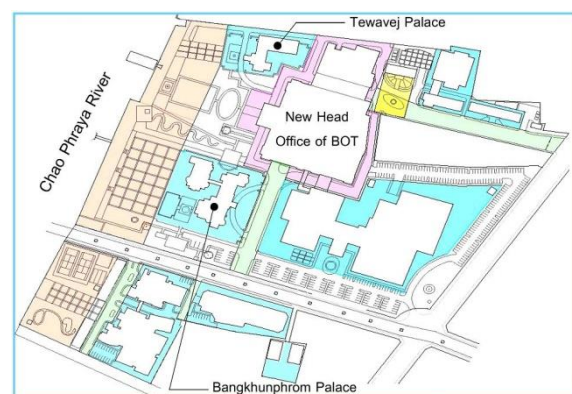 Tewavej Palace
Chao Phraya River
New Head
Office of BOT
Bangkhunphrom Palace